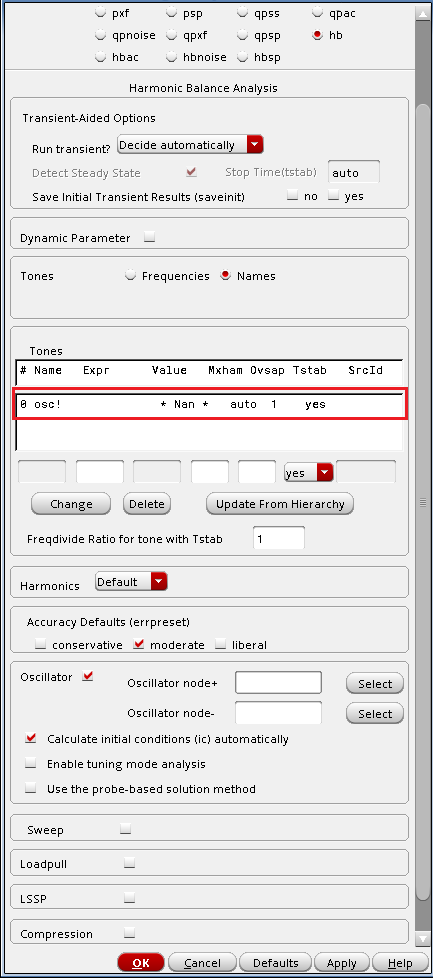 pxf psp qpss qpac
qpnoise qpxf qpsp hb
hbac hbnoise hbsp
Harmonic Balance Analysis
Transient-Aided Options
Run transient? Decide automatically
Detect Steady State Stop Time(tstab) auto
Save Initial Transient Results (saveinit) no yes
Dynamic Parameter
Tones Frequencies Names
Tones
# Name Expr Value Mxham Ovsap Tstab SrcId
0 osc! * Nan * auto 1 yes
yes
Change Delete Update From Hierarchy
Freqdivide Ratio for tone with Tstab 1
Harmonics Default
Accuracy Defaults (errpreset)
conservative moderate liberal
Oscillator Oscillator node+ Select
Oscillator node- Select
Calculate initial conditions (ic) automatically
Enable tuning mode analysis
Use the probe-based solution method
Sweep
Loadpull
LSSP
Compression
OK Cancel Defaults Apply Help